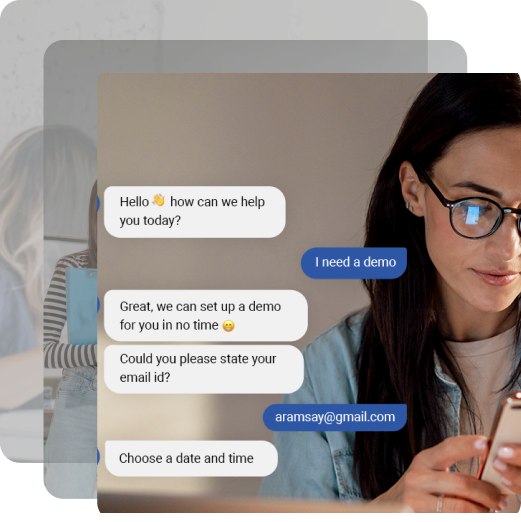 Hello 👋 how can we help
you today?
I need a demo
Great, we can set up a demo
for you in no time 😁
Could you please state your
email id?
aramsay@gmail.com
Choose a date and time